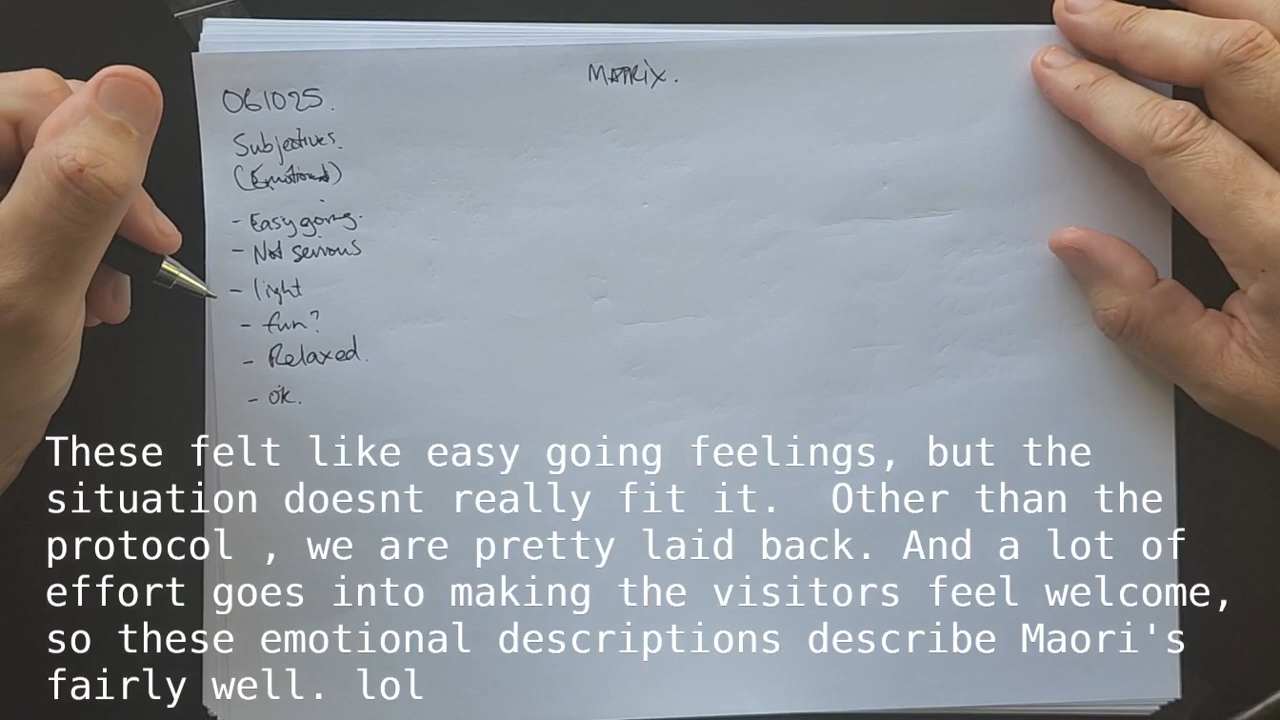 MATRIX.
061025.
Subjectives.
(Emotional)
- Easy going.
- Not serious
- light
- fun?
- Relaxed.
- ok.
These felt like easy going feelings, but the
situation doesnt really fit it.  Other than the
protocol , we are pretty laid back. And a lot of
effort goes into making the visitors feel welcome,
so these emotional descriptions describe Maori's
fairly well. lol